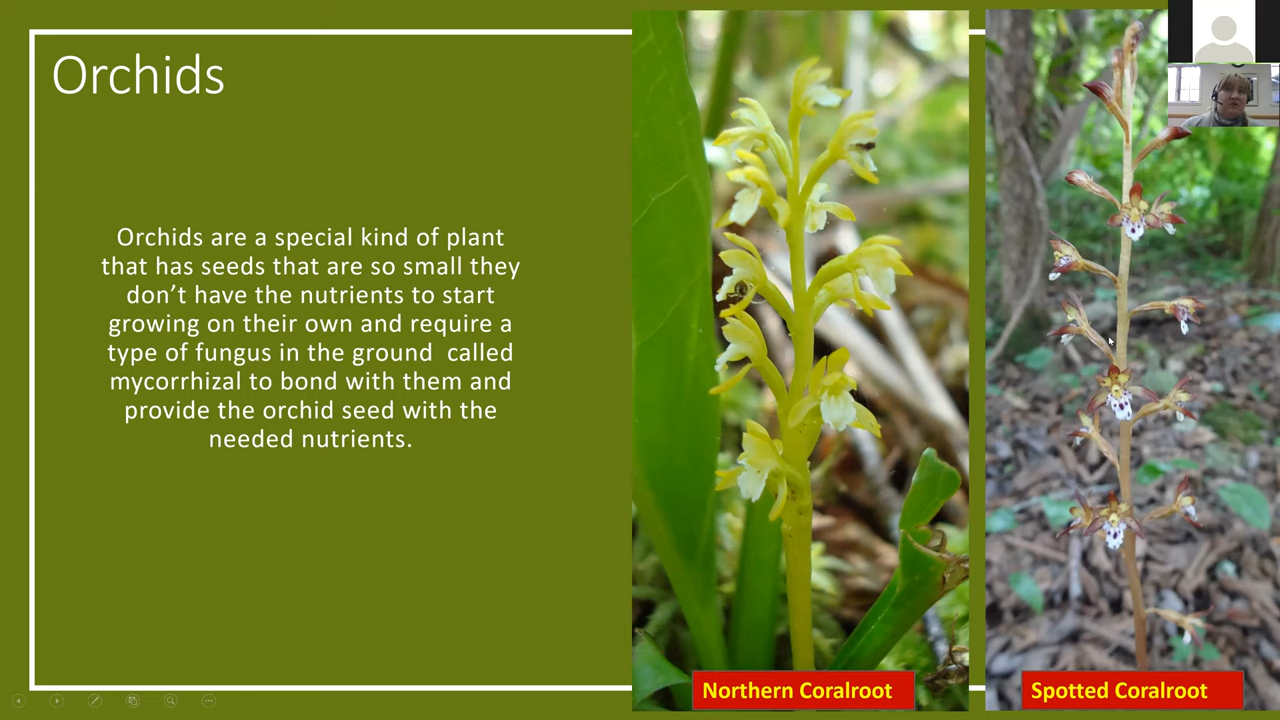 Orchids
Orchids are a special kind of plant
that has seeds that are so small they
don’t have the nutrients to start
growing on their own and require a
type of fungus in the ground  called
mycorrhizal to bond with them and
provide the orchid seed with the
needed nutrients.
Northern Coralroot
Spotted Coralroot